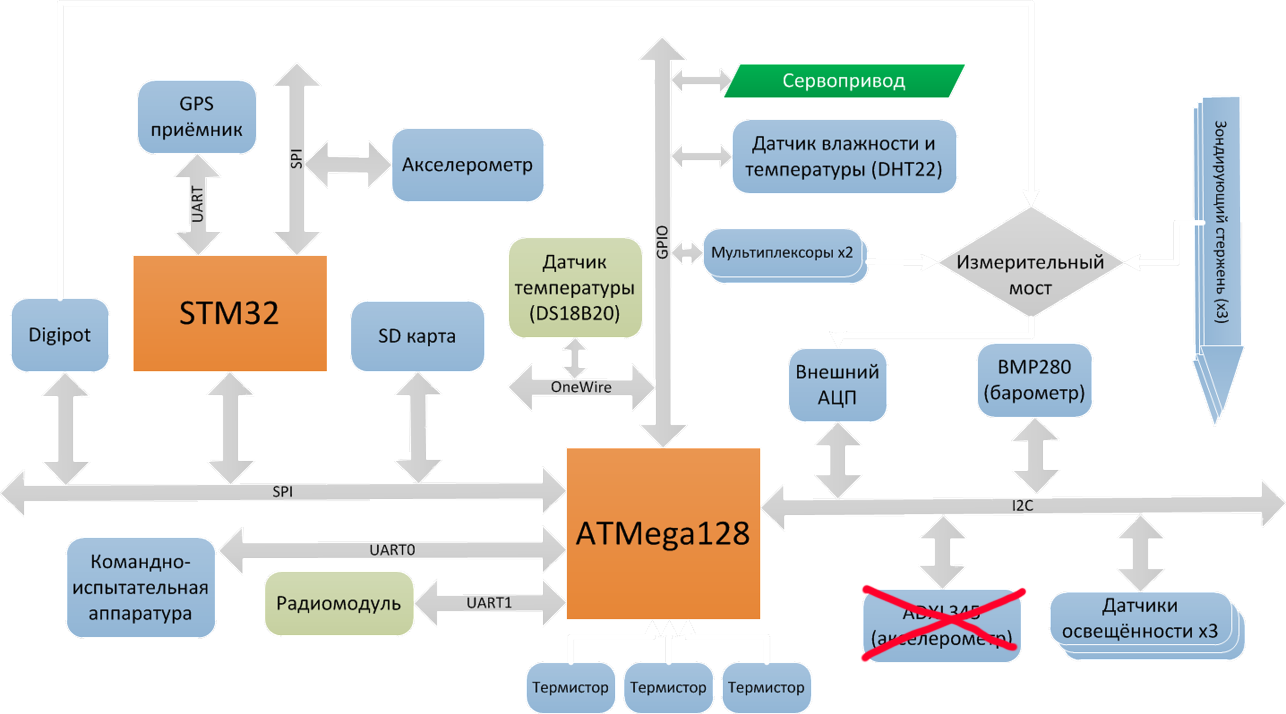 GPS
приёмник
SPI
Акселерометр
UART
STM32
Digipot
SD карта
Датчик
температуры
(DS18B20)
OneWire
GPIO
Сервопривод
Датчик влажности и
температуры (DHT22)
Мультиплексоры x2
Измерительный
мост
Зондирующий стержень (x3)
Внешний
АЦП
BMP280
(барометр)
SPI
ATMega128
I2C
UART0
Командно-
испытательная
аппаратура
Радиомодуль
UART1
ADXL345
(акселерометр)
Датчики
освещённости x3
Термистор
Термистор
Термистор